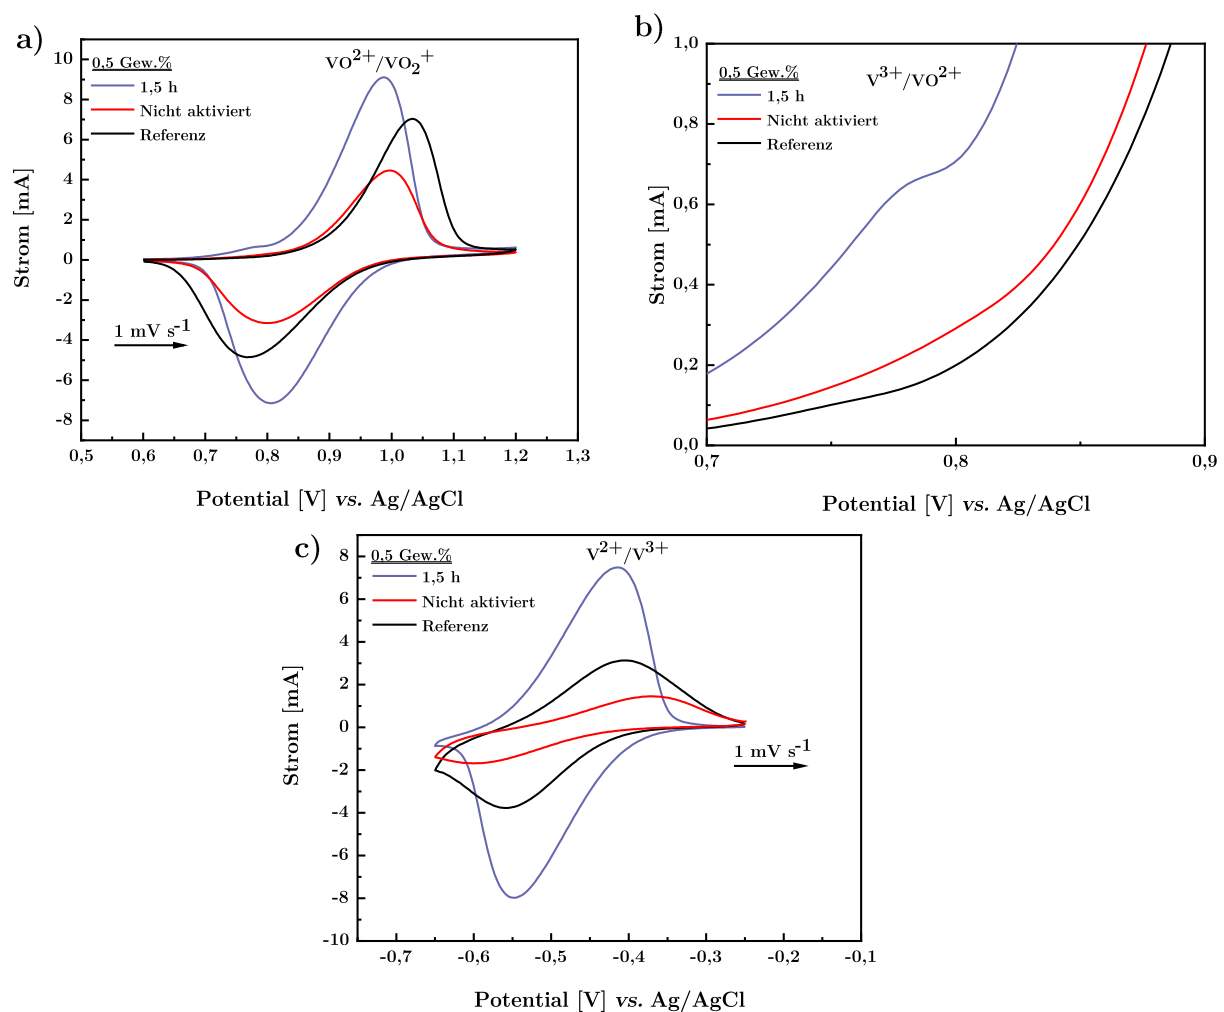 a)
0,5 Gew.%
1,5 h
Nicht aktiviert
Referenz
VO2+/VO2+
Strom [mA]
10
8
6
4
2
0
-2
-4
-6
-8
1 mV s-1
0,5 0,6 0,7 0,8 0,9 1,0 1,1 1,2 1,3
Potential [V] vs. Ag/AgCl
b)
0,5 Gew.%
1,5 h
Nicht aktiviert
Referenz
V3+/VO2+
Strom [mA]
1,0
0,8
0,6
0,4
0,2
0,0
0,7 0,8 0,9
Potential [V] vs. Ag/AgCl
c)
0,5 Gew.%
1,5 h
Nicht aktiviert
Referenz
V2+/V3+
Strom [mA]
8
6
4
2
0
-2
-4
-6
-8
-10
1 mV s-1
-0,7 -0,6 -0,5 -0,4 -0,3 -0,2 -0,1
Potential [V] vs. Ag/AgCl